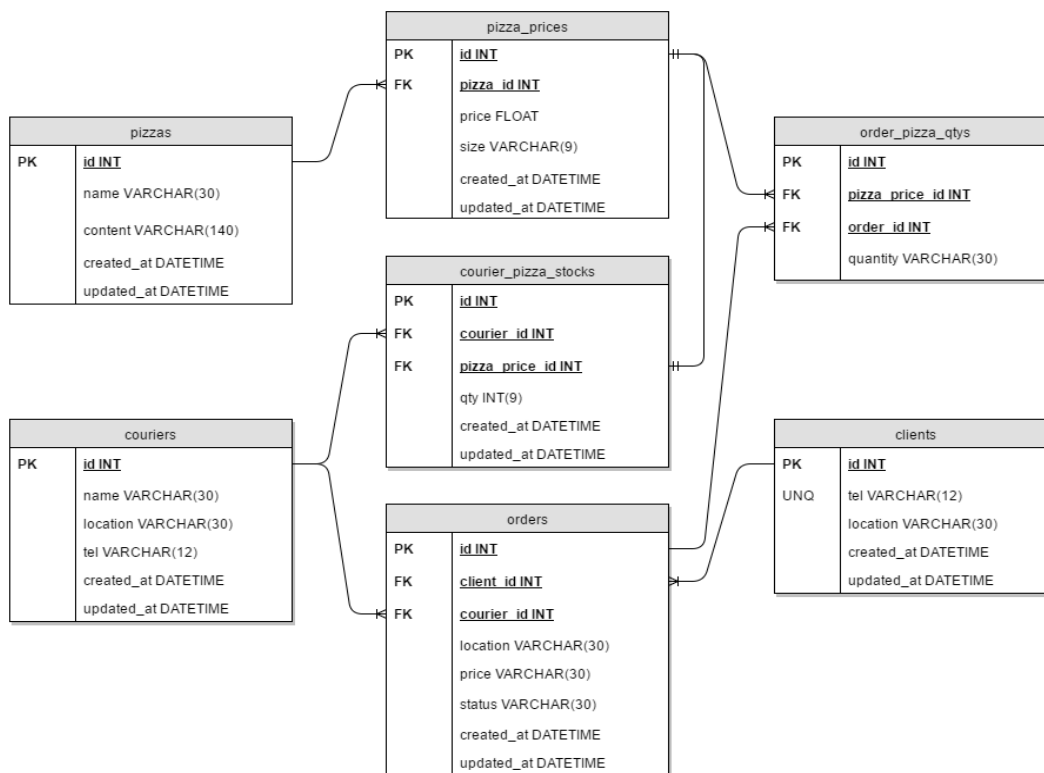 pizza_prices
PK id INT
FK pizza_id INT
price FLOAT
size VARCHAR(9)
created_at DATETIME
updated_at DATETIME
pizzas
PK id INT
name VARCHAR(30)
content VARCHAR(140)
created_at DATETIME
updated_at DATETIME
order_pizza_qtys
PK id INT
FK pizza_price_id INT
FK order_id INT
quantity VARCHAR(30)
courier_pizza_stocks
PK id INT
FK courier_id INT
FK pizza_price_id INT
qty INT(9)
created_at DATETIME
updated_at DATETIME
couriers
PK id INT
name VARCHAR(30)
location VARCHAR(30)
tel VARCHAR(12)
created_at DATETIME
updated_at DATETIME
clients
PK id INT
UNQ tel VARCHAR(12)
location VARCHAR(30)
created_at DATETIME
updated_at DATETIME
orders
PK id INT
FK client_id INT
FK courier_id INT
location VARCHAR(30)
price VARCHAR(30)
status VARCHAR(30)
created_at DATETIME
updated_at DATETIME